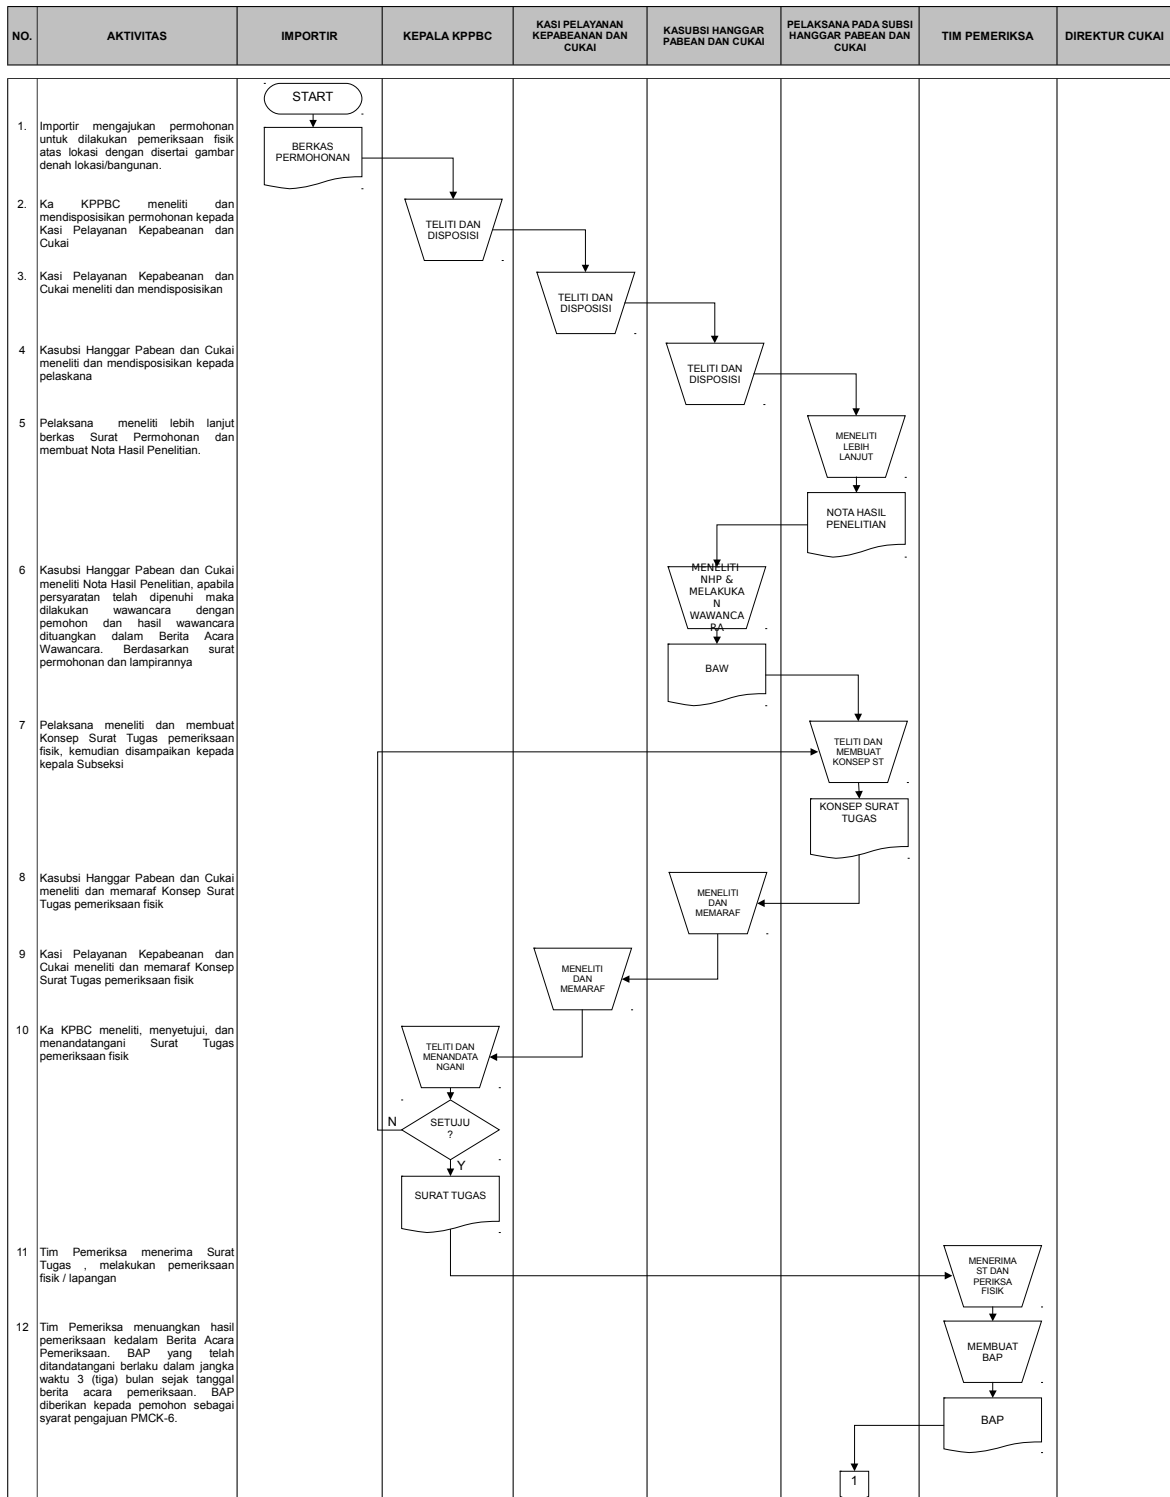 NO.
AKTIVITAS
IMPORTIR
KEPALA KPPBC
KASI PELAYANAN
KEPABEANAN DAN
CUKAI
KASUBSI HANGGAR
PABEAN DAN CUKAI
PELAKSANA PADA SUBSI
HANGGAR PABEAN DAN
CUKAI
TIM PEMERIKSA
DIREKTUR CUKAI
START
1. Importir mengajukan permohonan
untuk dilakukan pemeriksaan fisik
atas lokasi dengan disertai gambar
denah lokasi/bangunan.
BERKAS
PERMOHONAN
2. Ka KPPBC meneliti dan
mendisposisikan permohonan kepada
Kasi Pelayanan Kepabeanan dan
Cukai
TELITI DAN
DISPOSISI
3. Kasi Pelayanan Kepabeanan dan
Cukai meneliti dan mendisposisikan
TELITI DAN
DISPOSISI
4 Kasubsi Hanggar Pabean dan Cukai
meneliti dan mendisposisikan kepada
pelaskana
TELITI DAN
DISPOSISI
5 Pelaksana meneliti lebih lanjut
berkas Surat Permohonan dan
membuat Nota Hasil Penelitian.
MENELITI
LEBIH
LANJUT
NOTA HASIL
PENELITIAN
6 Kasubsi Hanggar Pabean dan Cukai
meneliti Nota Hasil Penelitian, apabila
persyaratan telah dipenuhi maka
dilakukan wawancara dengan
pemohon dan hasil wawancara
dituangkan dalam Berita Acara
Wawancara. Berdasarkan surat
permohonan dan lampirannya
MENELITI
NHP &
MELAKUKA
N
WAWANCA
RA
BAW
7 Pelaksana meneliti dan membuat
Konsep Surat Tugas pemeriksaan
fisik, kemudian disampaikan kepada
kepala Subseksi
TELITI DAN
MEMBUAT
KONSEP ST
KONSEP SURAT
TUGAS
8 Kasubsi Hanggar Pabean dan Cukai
meneliti dan memaraf Konsep Surat
Tugas pemeriksaan fisik
MENELITI
DAN
MEMARAF
9 Kasi Pelayanan Kepabeanan dan
Cukai meneliti dan memaraf Konsep
Surat Tugas pemeriksaan fisik
MENELITI
DAN
MEMARAF
10 Ka KPBC meneliti, menyetujui, dan
menandatangani Surat Tugas
pemeriksaan fisik
TELITI DAN
MENANDATA
NGANI
N
SETUJU
?
Y
SURAT TUGAS
11 Tim Pemeriksa menerima Surat
Tugas , melakukan pemeriksaan
fisik / lapangan
MENERIMA
ST DAN
PERIKSA
FISIK
12 Tim Pemeriksa menuangkan hasil
pemeriksaan kedalam Berita Acara
Pemeriksaan. BAP yang telah
ditandatangani berlaku dalam jangka
waktu 3 (tiga) bulan sejak tanggal
berita acara pemeriksaan. BAP
diberikan kepada pemohon sebagai
syarat pengajuan PMCK-6.
MEMBUAT
BAP
BAP
1